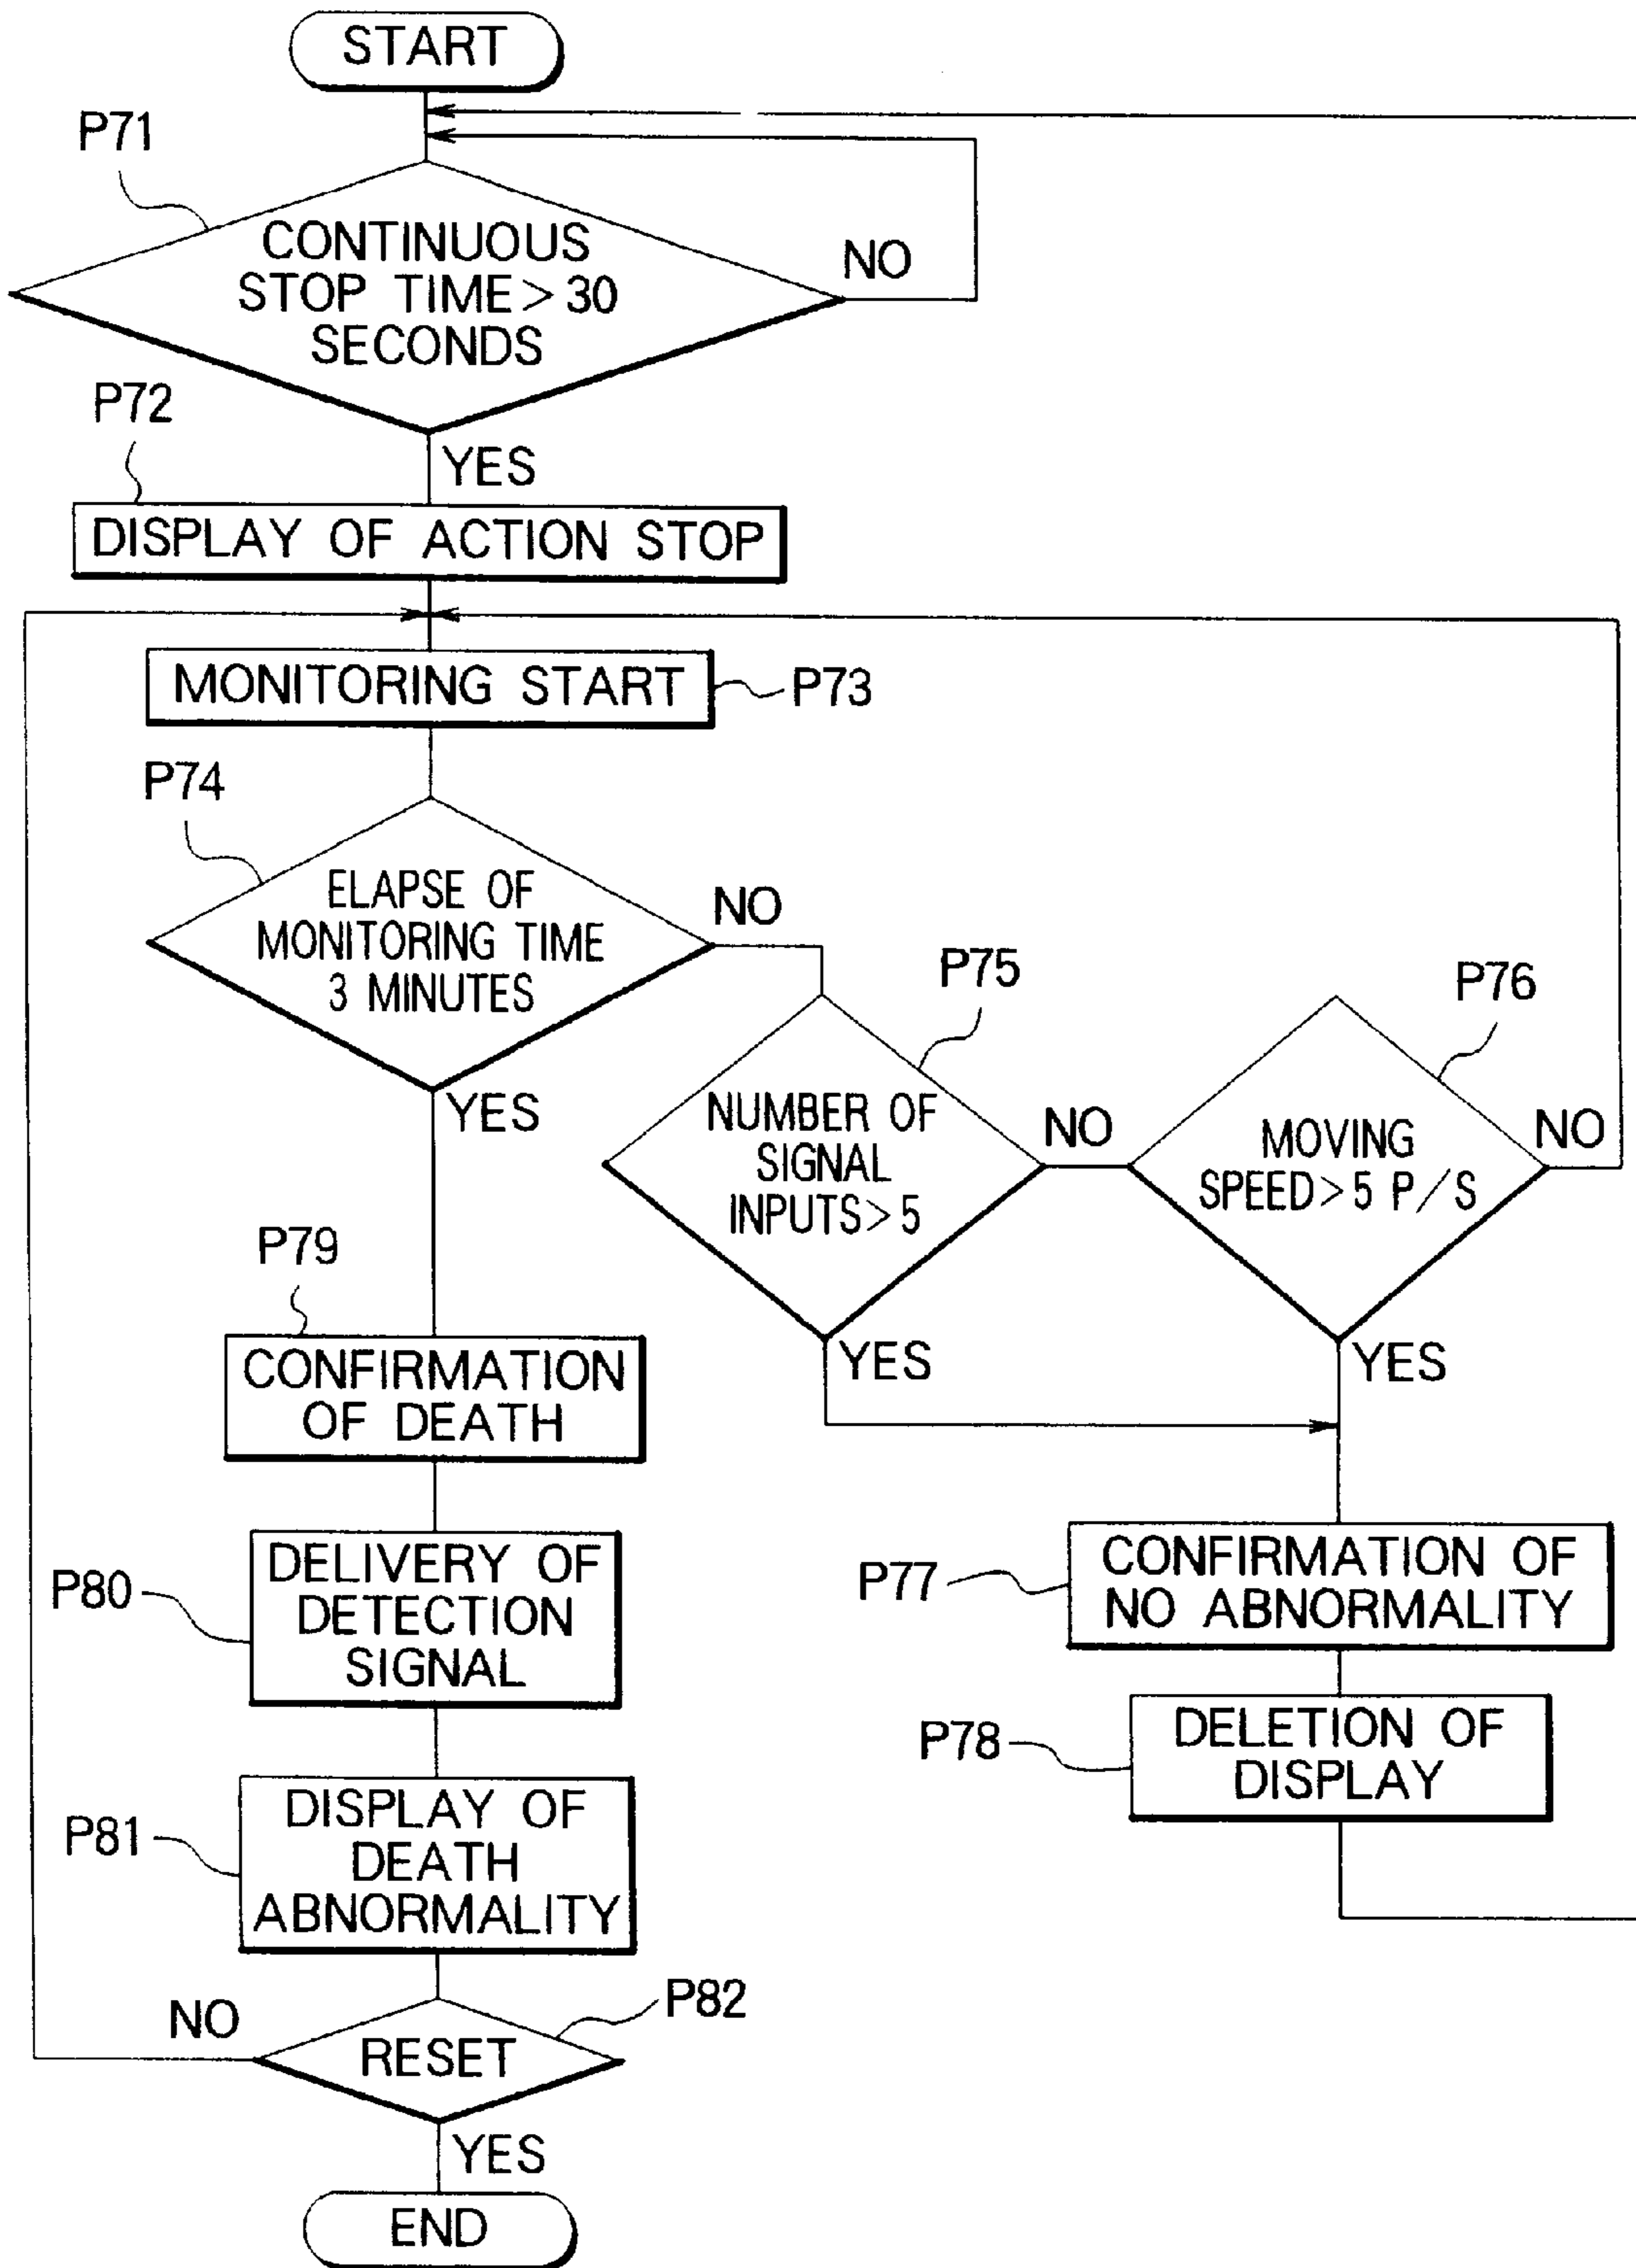 START
P71
CONTINUOUS
STOP TIME > 30
SECONDS
NO
P72
YES
DISPLAY OF ACTION STOP
MONITORING START
P73
P74
ELAPSE OF
MONITORING TIME
3 MINUTES
NO
YES
P75
NUMBER OF
SIGNAL
INPUTS > 5
NO
YES
P76
MOVING
SPEED > 5 P/S
NO
YES
P79
CONFIRMATION
OF DEATH
P77
CONFIRMATION OF
NO ABNORMALITY
P80
DELIVERY OF
DETECTION
SIGNAL
P78
DELETION OF
DISPLAY
P81
DISPLAY OF
DEATH
ABNORMALITY
P82
NO
RESET
YES
END